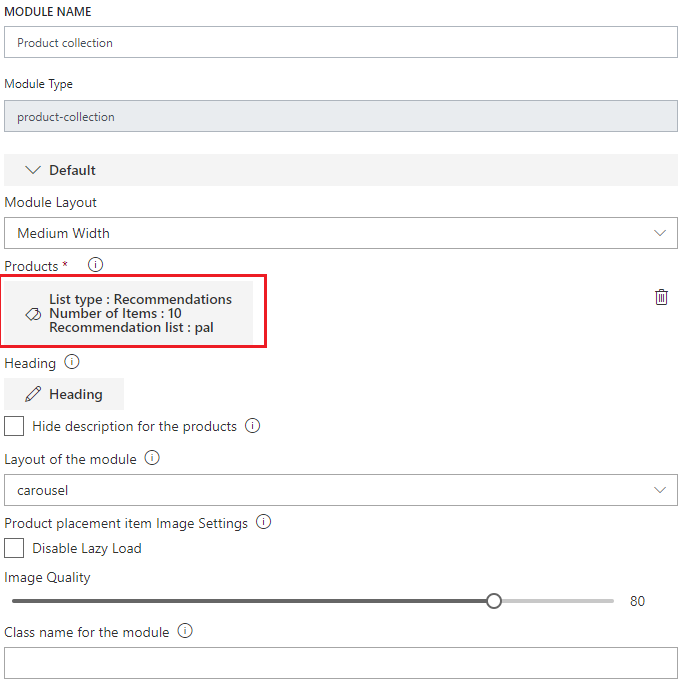 MODULE NAME
Product collection
Module Type
product-collection
Default
Module Layout
Medium Width
Products *
List type : Recommendations
Number of Items : 10
Recommendation list : pal
Heading
Heading
Hide description for the products
Layout of the module
carousel
Product placement item Image Settings
Disable Lazy Load
Image Quality
80
Class name for the module